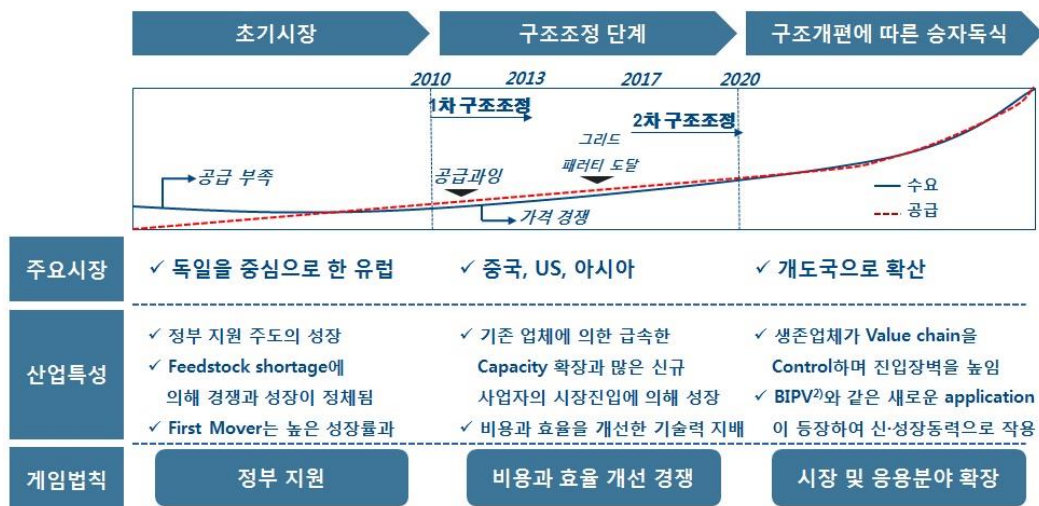 초기시장
구조조정 단계
구조개편에 따른 승자독식
2010
2013
2017
2020
1차 구조조정
2차 구조조정
그리드
패러티 도달
공급 부족
공급과잉
가격 경쟁
수요
공급
주요시장
✓ 독일을 중심으로 한 유럽
✓ 중국, US, 아시아
✓ 개도국으로 확산
산업특성
✓ 정부 지원 주도의 성장
✓ Feedstock shortage에
의해 경쟁과 성장이 정체됨
✓ First Mover는 높은 성장률과
✓ 기존 업체에 의한 급속한
Capacity 확장과 많은 신규
사업자의 시장진입에 의해 성장
✓ 비용과 효율을 개선한 기술력 지배
✓ 생존업체가 Value chain을
Control하며 진입장벽을 높임
✓ BIPV2)와 같은 새로운 application
이 등장하여 신·성장동력으로 작용
게임법칙
정부 지원
비용과 효율 개선 경쟁
시장 및 응용분야 확장